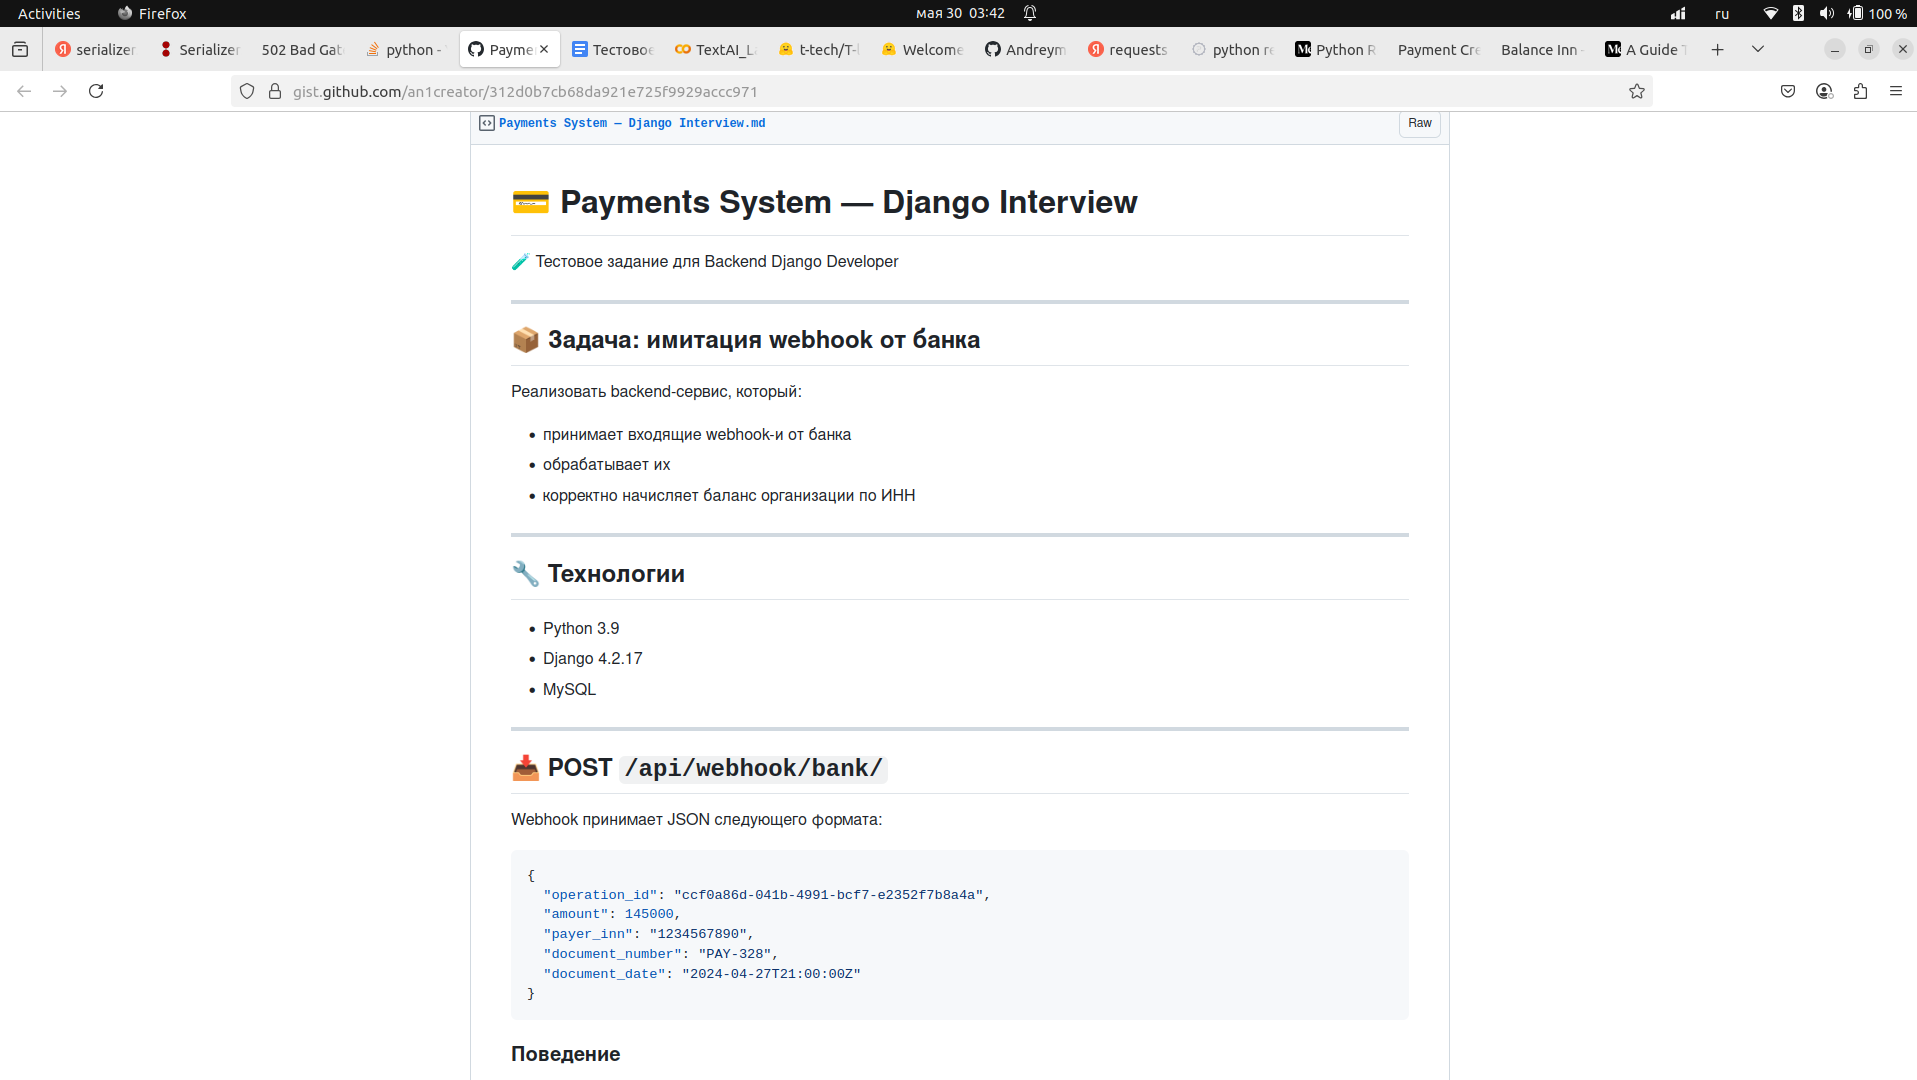 Activities Firefox мая 30 03:42 ru 100 %
serializer Serializer 502 Bad Gat python - Payme Тестовое TextAI_L t-tech/T- Welcome Andreym requests python re Python R Payment Cre Balance Inn A Guide T
gist.github.com/an1creator/312d0b7cb68da921e725f9929accc971
Payments System — Django Interview.md Raw
Payments System — Django Interview
Тестовое задание для Backend Django Developer
Задача: имитация webhook от банка
Реализовать backend-сервис, который:
• принимает входящие webhook-и от банка
• обрабатывает их
• корректно начисляет баланс организации по ИНН
Технологии
• Python 3.9
• Django 4.2.17
• MySQL
POST /api/webhook/bank/
Webhook принимает JSON следующего формата:
{
"operation_id": "ccf0a86d-041b-4991-bcf7-e2352f7b8a4a",
"amount": 145000,
"payer_inn": "1234567890",
"document_number": "PAY-328",
"document_date": "2024-04-27T21:00:00Z"
}
Поведение